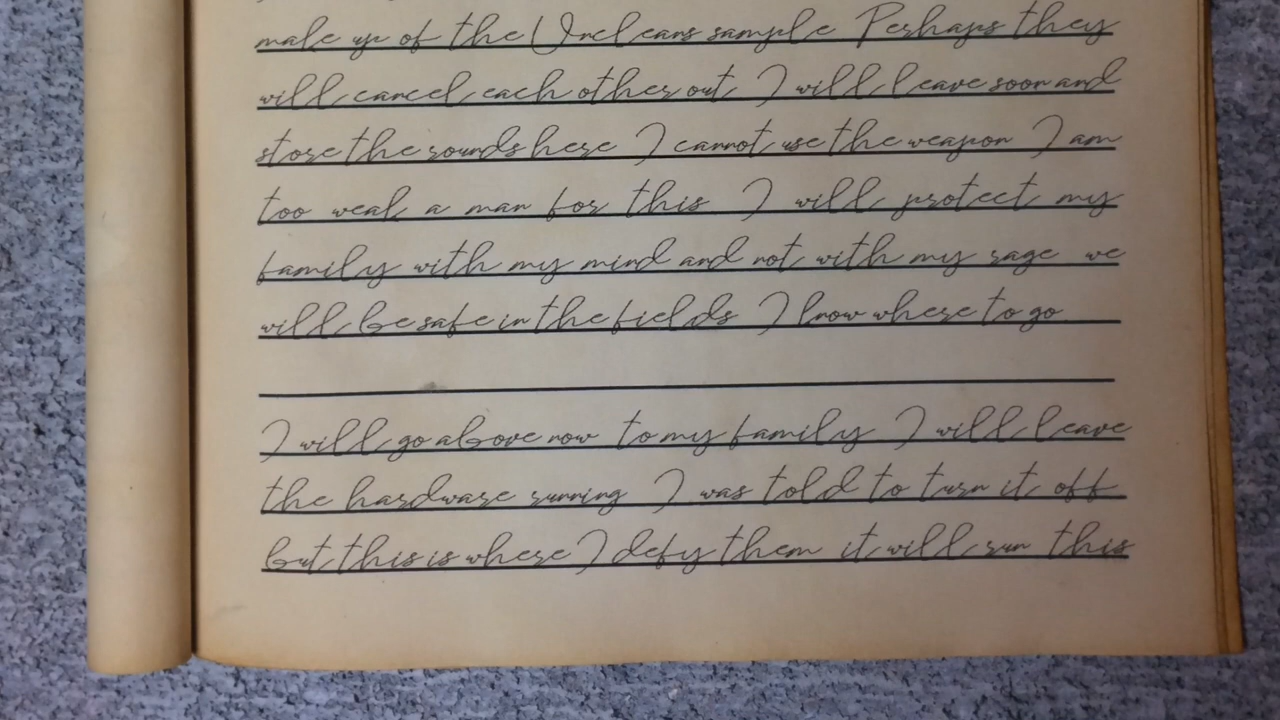 male up of the Uncleans sample Perhaps they
will cancel each other out I will leave soon and
store the rounds here I cannot use the weapon I am
too weak a man for this I will protect my
family with my mind and not with my rage we
will be safe in the fields I know where to go
I will go above now to my family I will leave
the hardware running I was told to turn it off
but this is where I defy them it will run this